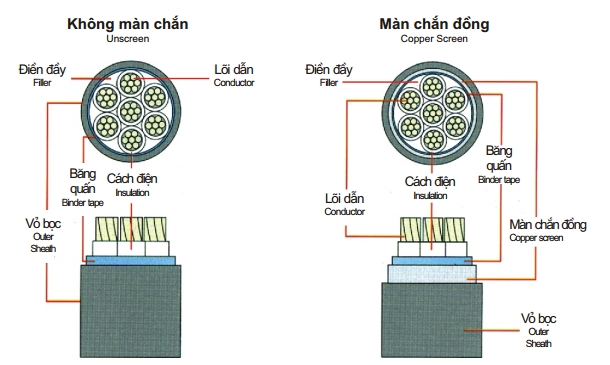 Không màn chắn
Unscreen
Điền đầy
Filler
Lõi dẫn
Conductor
Băng
quấn
Binder tape
Cách điện
Insulation
Vỏ bọc
Outer
Sheath
Màn chắn đồng
Copper Screen
Điền đầy
Filler
Băng
quấn
Binder tape
Cách điện
Insulation
Lõi dẫn
Conductor
Màn chắn đồng
Copper screen
Vỏ bọc
Outer
Sheath